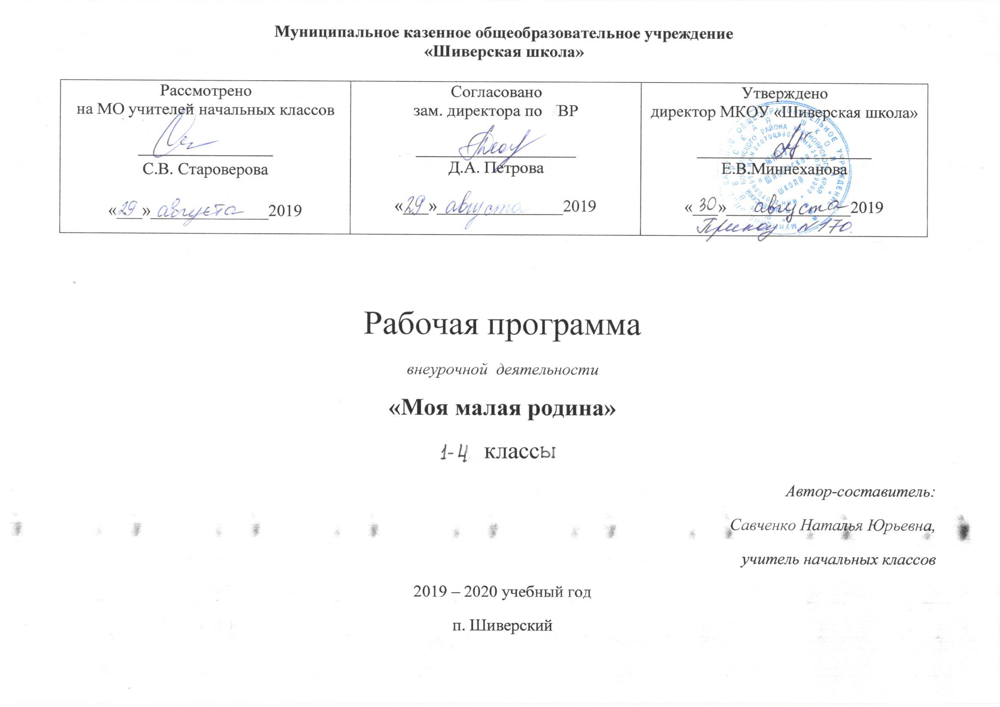 Муниципальное казенное общеобразовательное учреждение
«Шиверская школа»
Рассмотрено
на МО учителей начальных классов
С.В. Староверова
«29» августа 2019
Согласовано
зам. директора по ВР
Д.А. Петрова
«29» августа 2019
Утверждено
директор МКОУ «Шиверская школа»
Е.В.Миннеханова
«30» августа 2019
Приказ №170.
МКОУ
"Шиверская
школа"
Рабочая программа
внеурочной деятельности
«Моя малая родина»
1-4 классы
Автор-составитель:
Савченко Наталья Юрьевна,
учитель начальных классов
2019 – 2020 учебный год
п. Шиверский